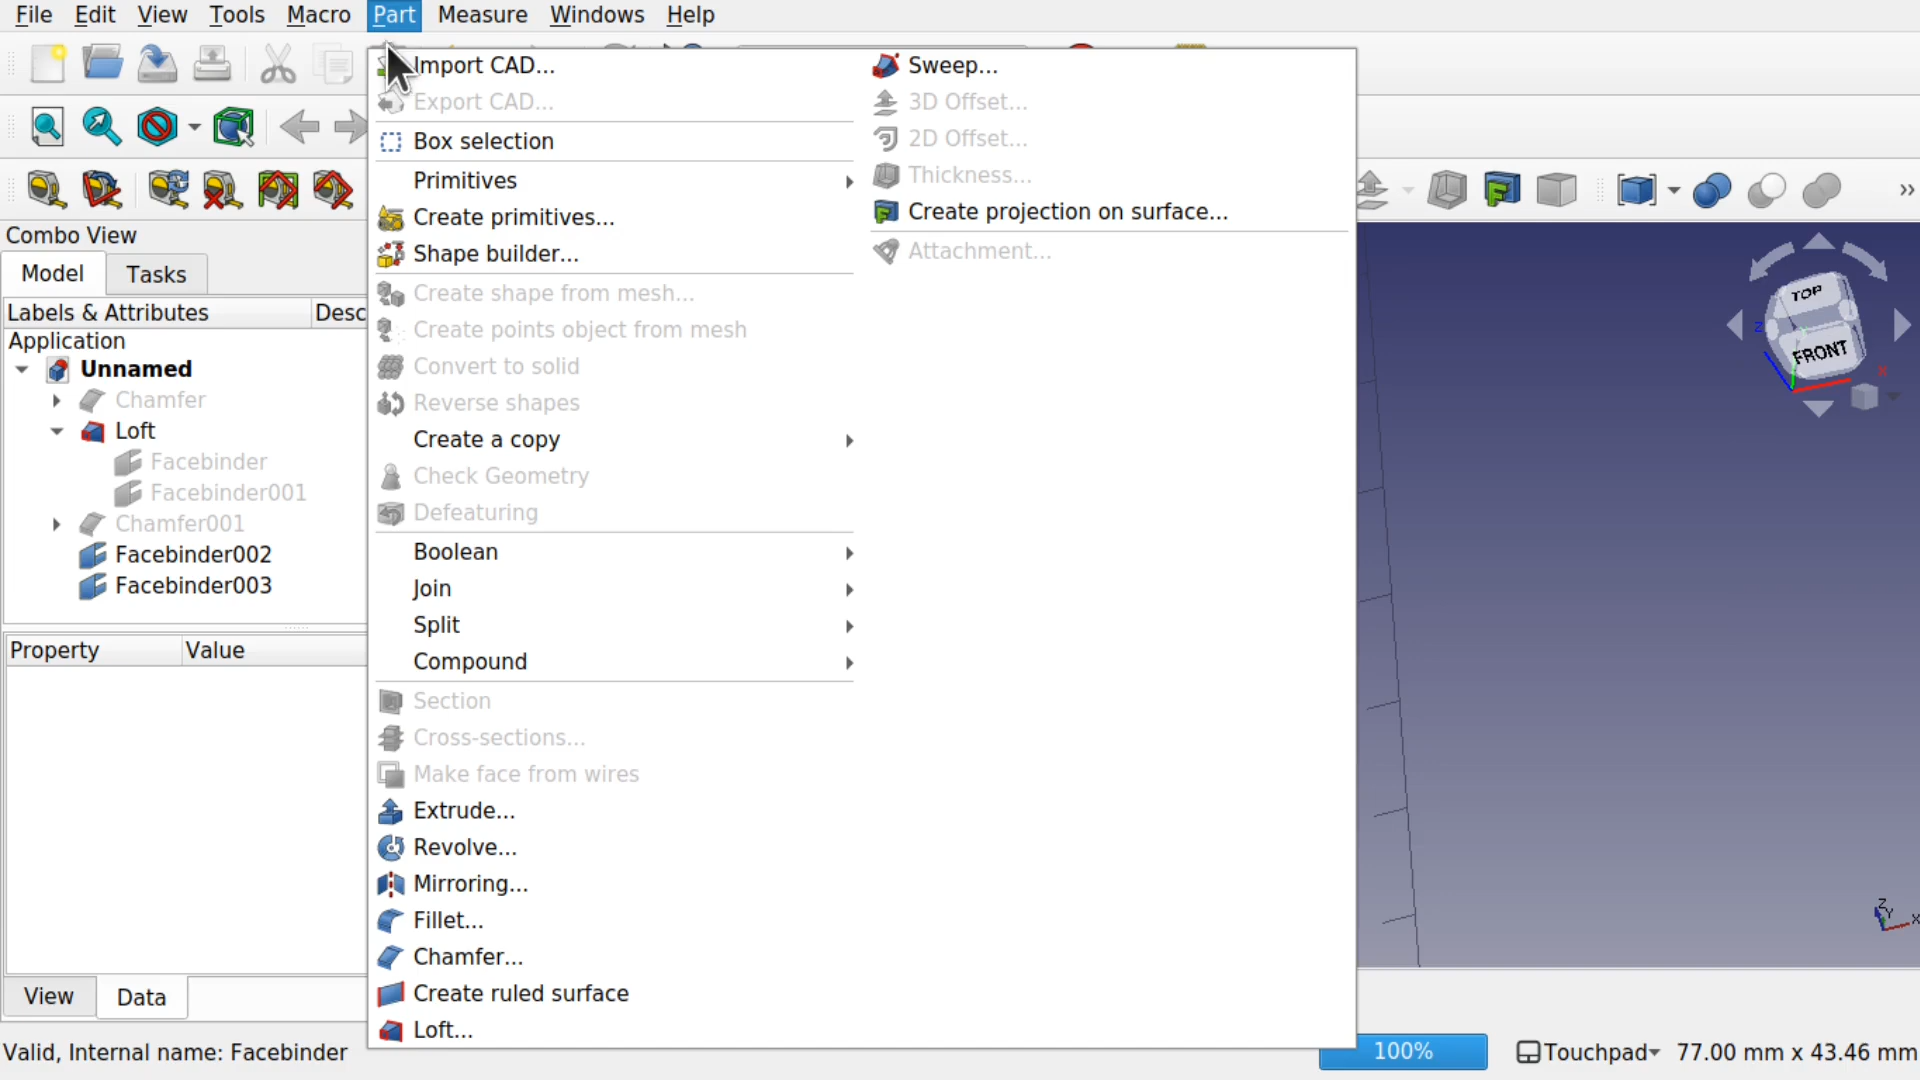 File Edit View Tools Macro Part Measure Windows Help
Import CAD...
Export CAD...
Box selection
Primitives
Create primitives...
Shape builder...
Create shape from mesh...
Create points object from mesh
Convert to solid
Reverse shapes
Create a copy
Check Geometry
Defeaturing
Boolean
Join
Split
Compound
Section
Cross-sections...
Make face from wires
Extrude...
Revolve...
Mirroring...
Fillet...
Chamfer...
Create ruled surface
Loft...
Sweep...
3D Offset...
2D Offset...
Thickness...
Create projection on surface...
Attachment...
»
Combo View
Model Tasks
Labels & Attributes Desc
Application
Unnamed
Chamfer
Loft
Facebinder
Facebinder001
Chamfer001
Facebinder002
Facebinder003
Property Value
View Data
TOP
FRONT
Z
X
Z
Y
X
Valid, Internal name: Facebinder
100% Touchpad 77.00 mm x 43.46 mm